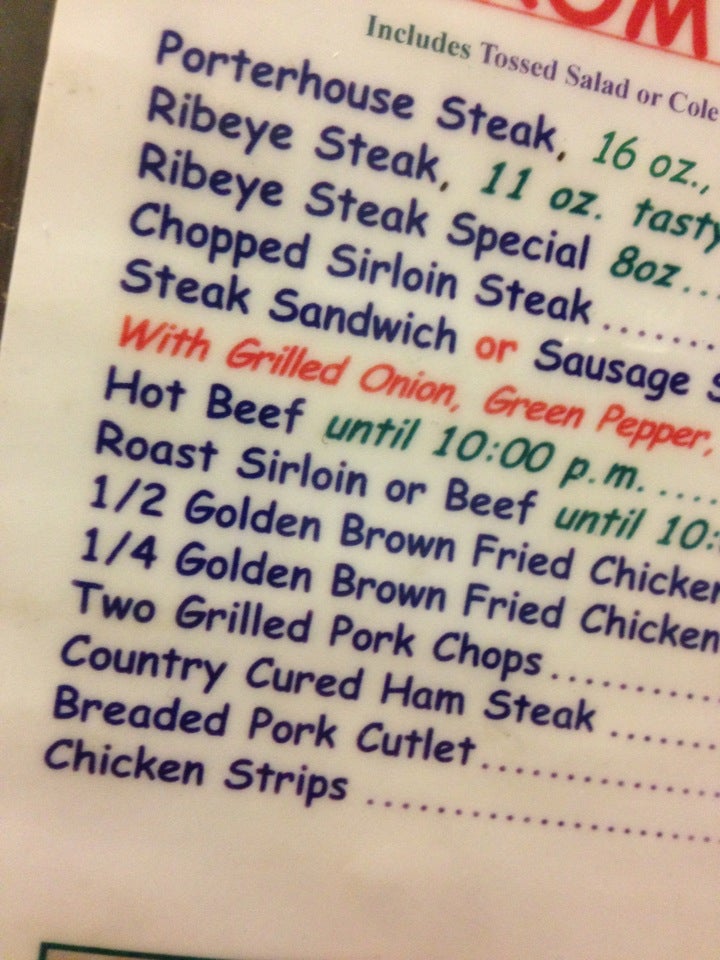 ROM
Includes Tossed Salad or Cole
Porterhouse Steak, 16 oz.,
Ribeye Steak, 11 oz. tasty
Ribeye Steak Special 8oz...
Chopped Sirloin Steak.......
Steak Sandwich or Sausage S
With Grilled Onion, Green Pepper,
Hot Beef until 10:00 p.m.....
Roast Sirloin or Beef until 10:
1/2 Golden Brown Fried Chicken
1/4 Golden Brown Fried Chicken
Two Grilled Pork Chops...........
Country Cured Ham Steak .......
Breaded Pork Cutlet...............
Chicken Strips ......................